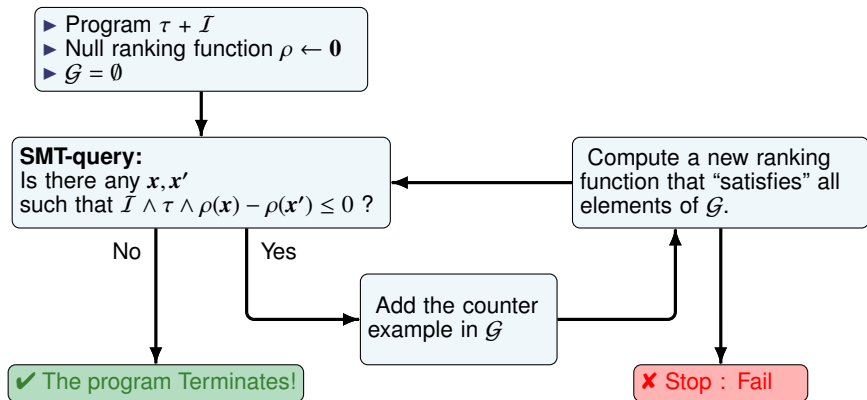 ▶ Program τ + ℐ
▶ Null ranking function ρ ← 0
▶ 𝒢 = ∅
SMT-query:
Is there any x, x′
such that ℐ ∧ τ ∧ ρ(x) − ρ(x′) ≤ 0 ?
Compute a new ranking
function that “satisfies” all
elements of 𝒢.
No
Yes
Add the counter
example in 𝒢
✔ The program Terminates!
✘ Stop : Fail